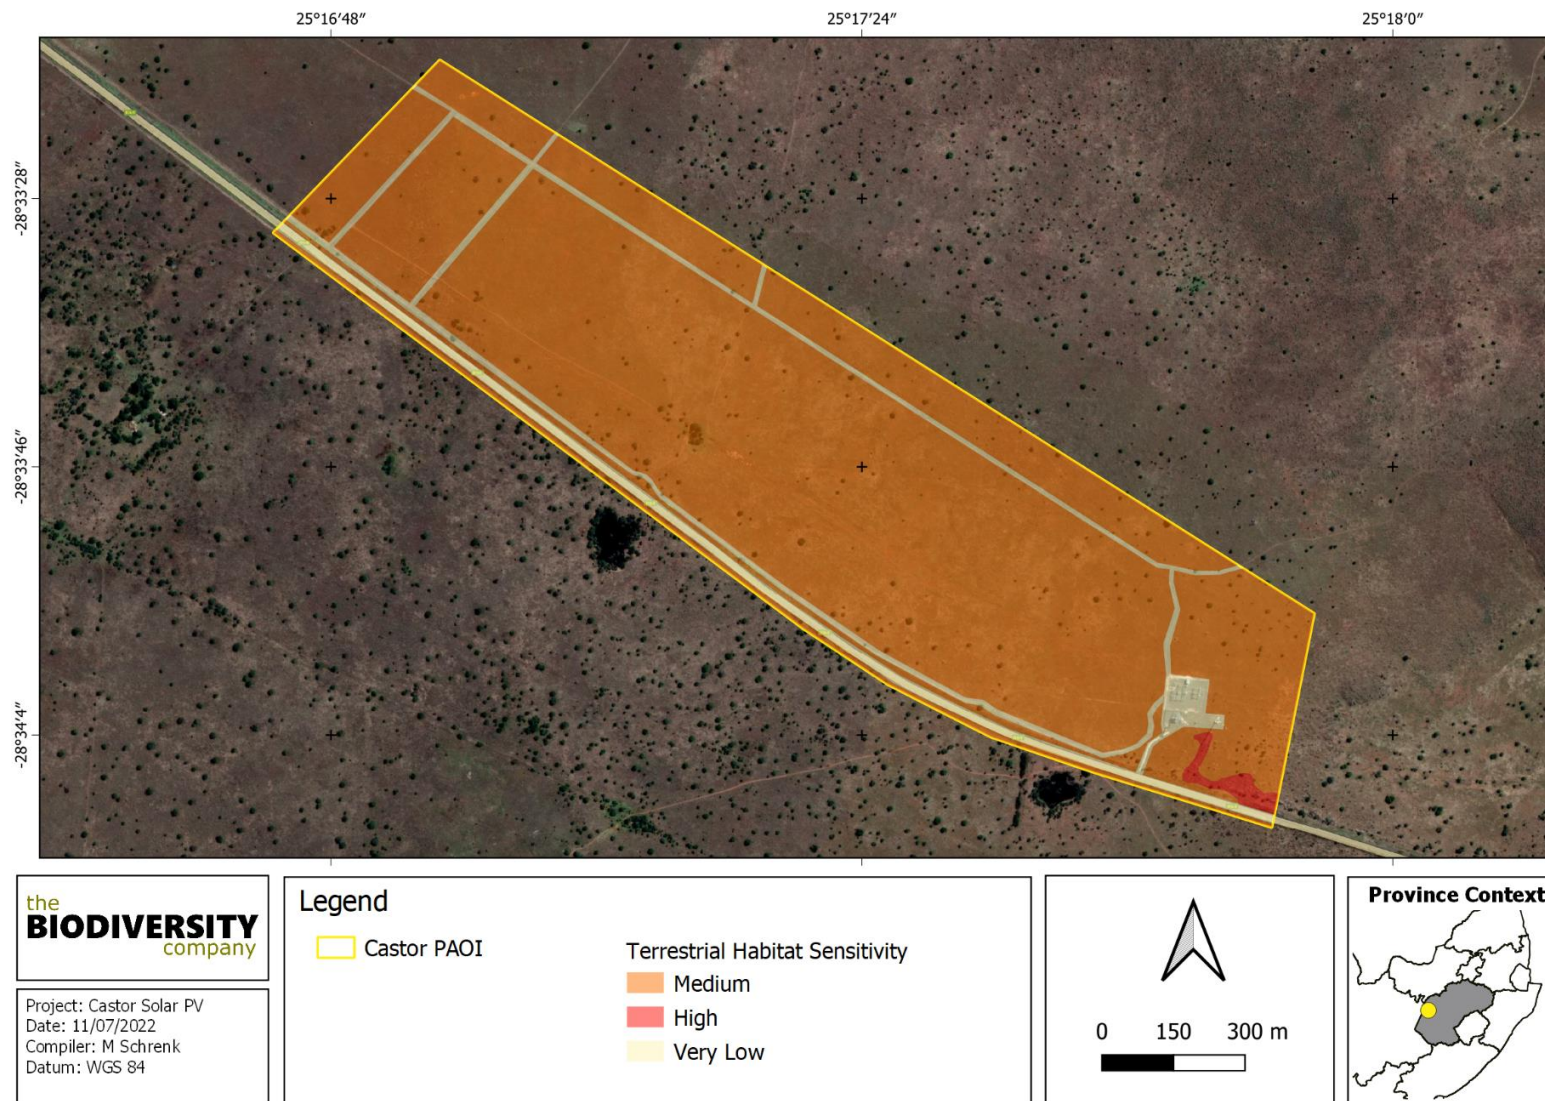 25°16′48″ 25°17′24″ 25°18′0″
-28°33′28″
-28°33′46″
-28°34′4″
the
BIODIVERSITY
company
Project: Castor Solar PV
Date: 11/07/2022
Compiler: M Schrenk
Datum: WGS 84
Legend
Castor PAOI
Terrestrial Habitat Sensitivity
Medium
High
Very Low
0 150 300 m
Province Context